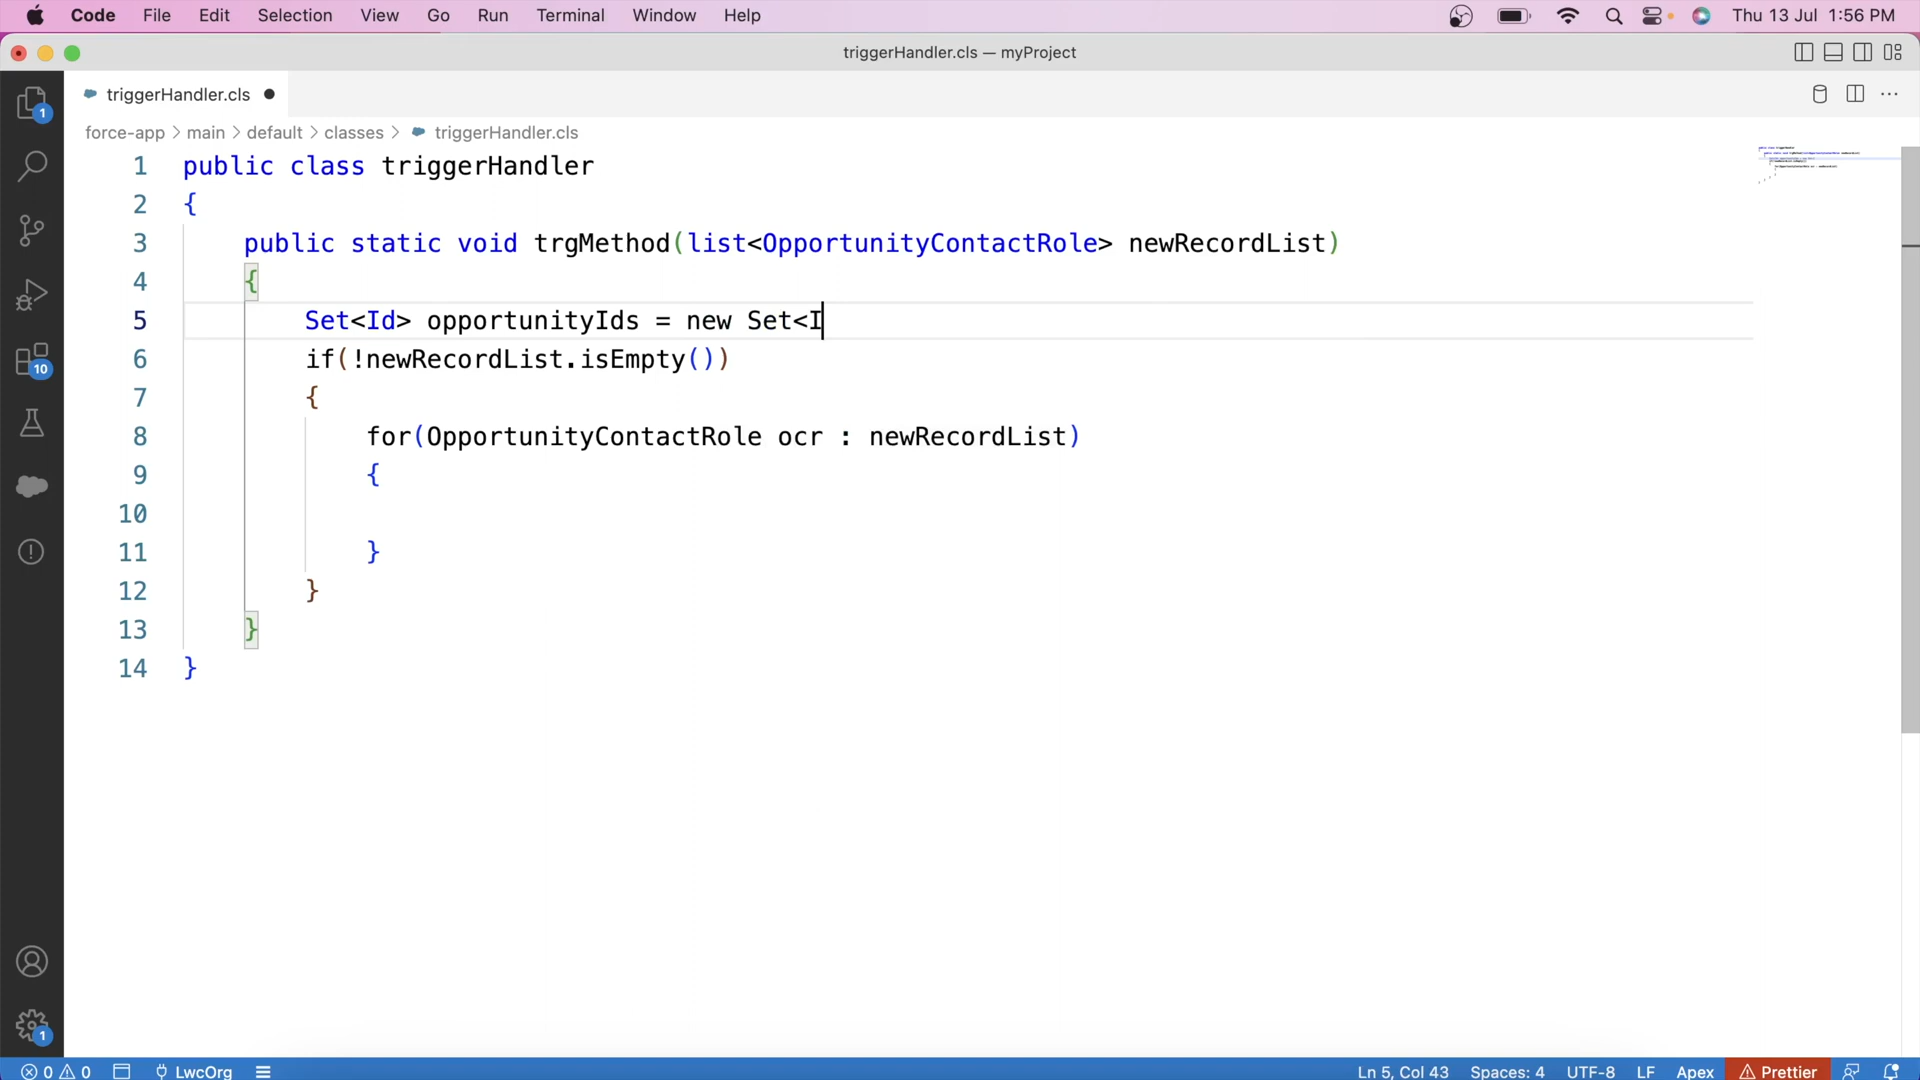 Code File Edit Selection View Go Run Terminal Window Help Thu 13 Jul 1:56 PM
triggerHandler.cls — myProject
triggerHandler.cls
force-app > main > default > classes > triggerHandler.cls
1 public class triggerHandler
2 {
3 public static void trgMethod(list<OpportunityContactRole> newRecordList)
4 {
5 Set<Id> opportunityIds = new Set<I
6 if(!newRecordList.isEmpty())
7 {
8 for(OpportunityContactRole ocr : newRecordList)
9 {
10
11 }
12 }
13 }
14 }
1
10
1
0 0 LwcOrg Ln 5, Col 43 Spaces: 4 UTF-8 LF Apex Prettier